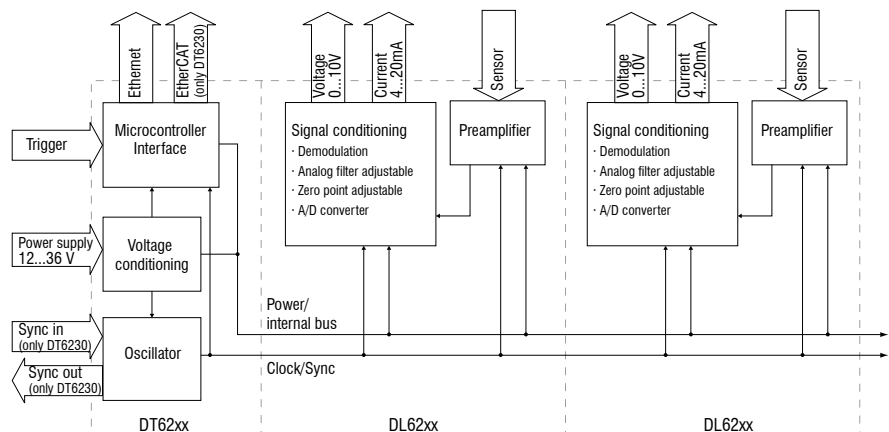 Ethernet
EtherCAT
(only DT6230)
Voltage
0...10V
Current
4...20mA
Sensor
Voltage
0...10V
Current
4...20mA
Sensor
Trigger
Microcontroller
Interface
Signal conditioning
· Demodulation
· Analog filter adjustable
· Zero point adjustable
· A/D converter
Preamplifier
Signal conditioning
· Demodulation
· Analog filter adjustable
· Zero point adjustable
· A/D converter
Preamplifier
Power supply
12...36 V
Voltage
conditioning
Power/
internal bus
Sync in
(only DT6230)
Oscillator
Clock/Sync
Sync out
(only DT6230)
DT62xx
DL62xx
DL62xx